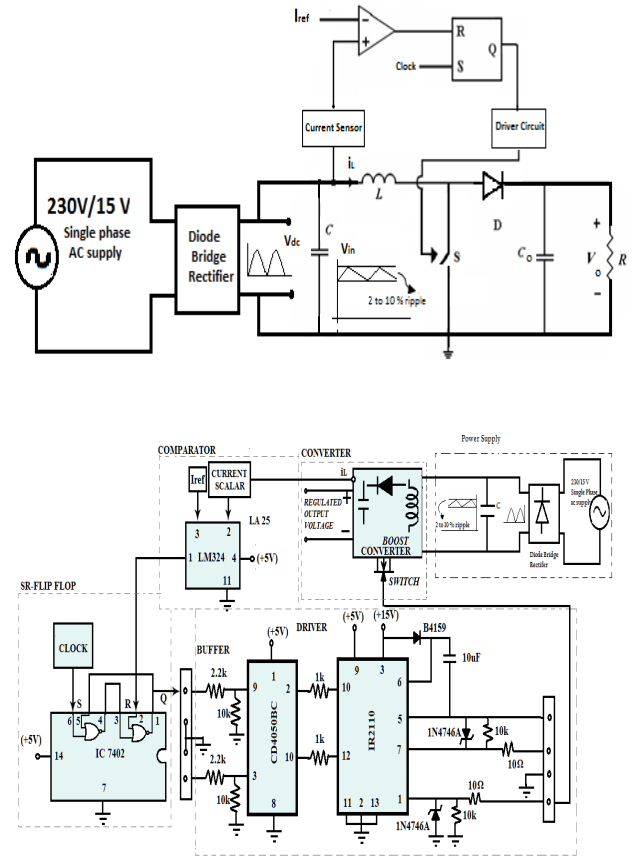 Iref
R
Q
Clock
S
Current Sensor
Driver Circuit
iL
L
230V/15 V
Single phase
AC supply
Diode
Bridge
Rectifier
Vdc
C
Vin
2 to 10 % ripple
S
D
Co
+
Vo
−
R
Power Supply
COMPARATOR
CONVERTER
Iref
CURRENT
SCALAR
LA 25
iL
REGULATED
OUTPUT
VOLTAGE
+
−
BOOST
CONVERTER
SWITCH
2 to 10 % ripple
C
Diode Bridge
Rectifer
230/15 V
Single Phase
ac supply
3
2
1
LM324
4
(+5V)
11
SR-FLIP FLOP
CLOCK
S
R
Q
6
5
4
3
2
1
IC 7402
(+5V)
14
7
DRIVER
BUFFER
2.2k
10k
2.2k
10k
(+5V)
1
9
2
CD4050BC
10
3
8
1k
1k
(+5V)
(+15V)
9
3
10
6
IR2110
5
12
7
1
11
2
13
B4159
10uF
1N4746A
10k
10Ω
10Ω
1N4746A
10k